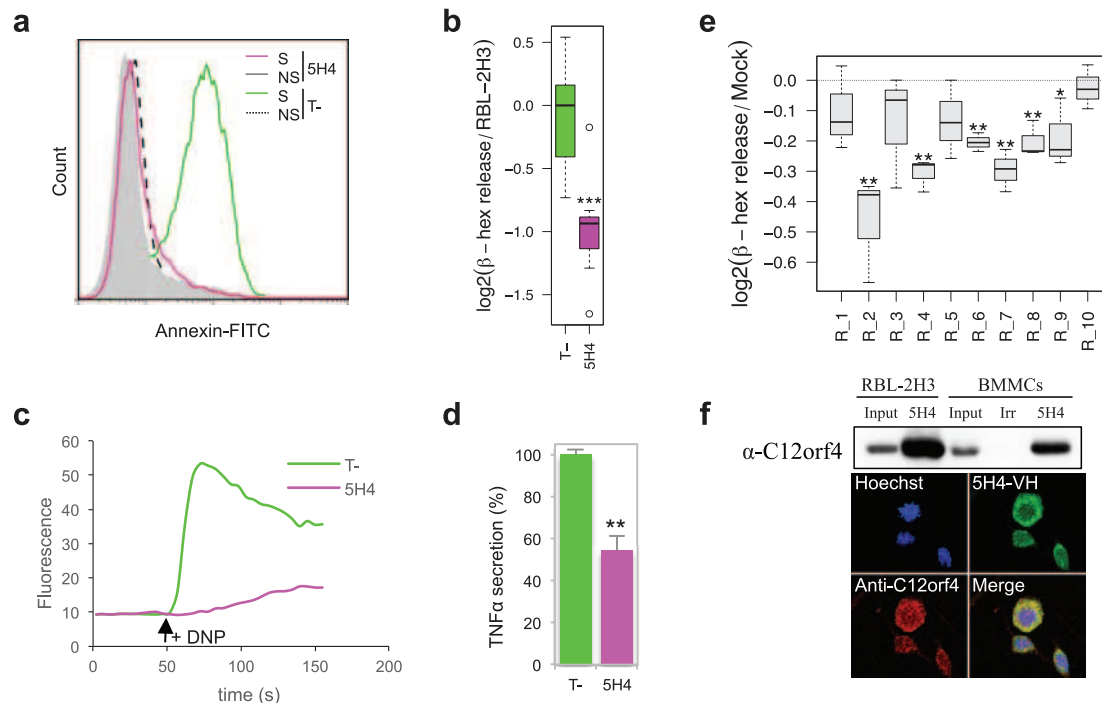 a
S
NS
5H4
S
NS
T-
Count
Annexin-FITC
b
log2(β – hex release / RBL-2H3)
0.5
0.0
−0.5
−1.0
−1.5
***
T-
5H4
e
log2(β – hex release / Mock)
0.0
−0.1
−0.2
−0.3
−0.4
−0.5
−0.6
** ** ** ** ** *
R_1 R_2 R_3 R_4 R_5 R_6 R_7 R_8 R_9 R_10
c
Fluorescence
60
50
40
30
20
10
0
T-
5H4
+ DNP
0 50 100 150 200
time (s)
d
TNFα secretion (%)
100
80
60
40
20
0
**
T- 5H4
f
RBL-2H3 BMMCs
Input 5H4 Input Irr 5H4
α-C12orf4
Hoechst 5H4-VH
Anti-C12orf4 Merge